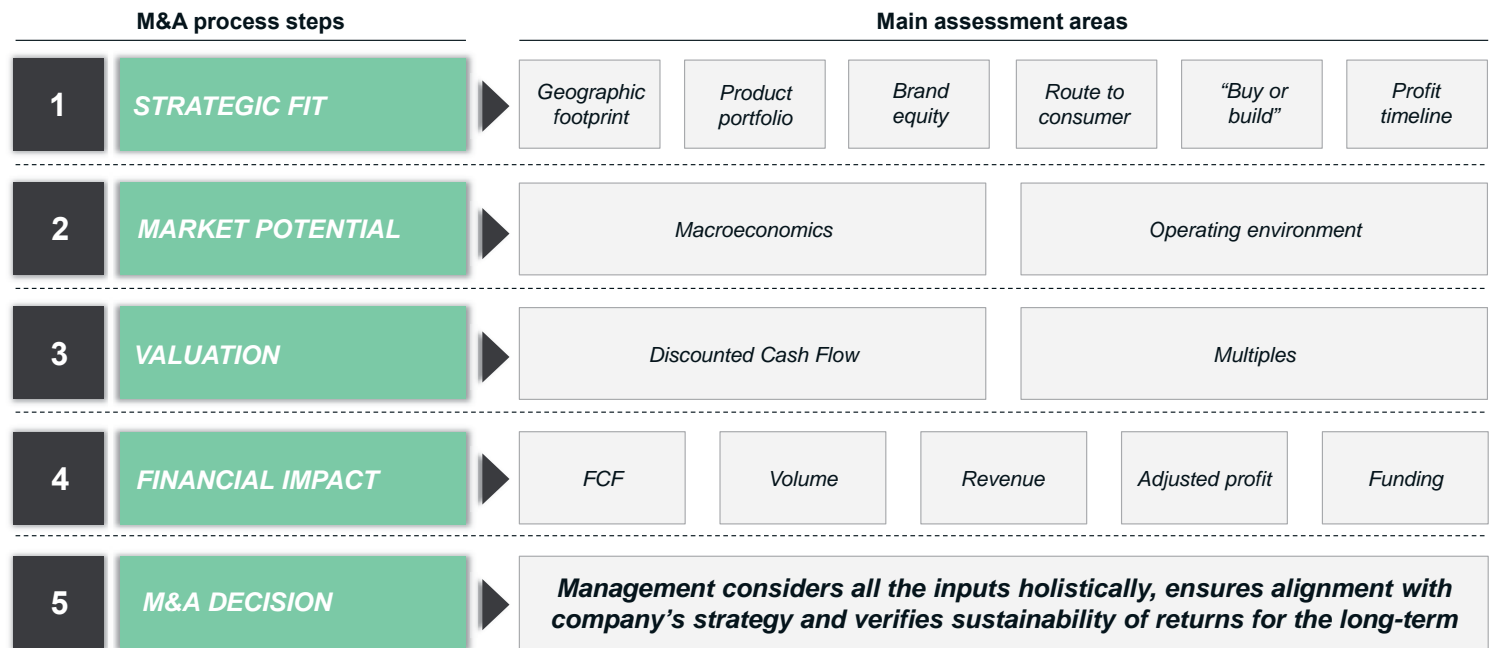 M&A process steps
Main assessment areas
1
STRATEGIC FIT
Geographic
footprint
Product
portfolio
Brand
equity
Route to
consumer
“Buy or
build”
Profit
timeline
2
MARKET POTENTIAL
Macroeconomics
Operating environment
3
VALUATION
Discounted Cash Flow
Multiples
4
FINANCIAL IMPACT
FCF
Volume
Revenue
Adjusted profit
Funding
5
M&A DECISION
Management considers all the inputs holistically, ensures alignment with
company’s strategy and verifies sustainability of returns for the long-term